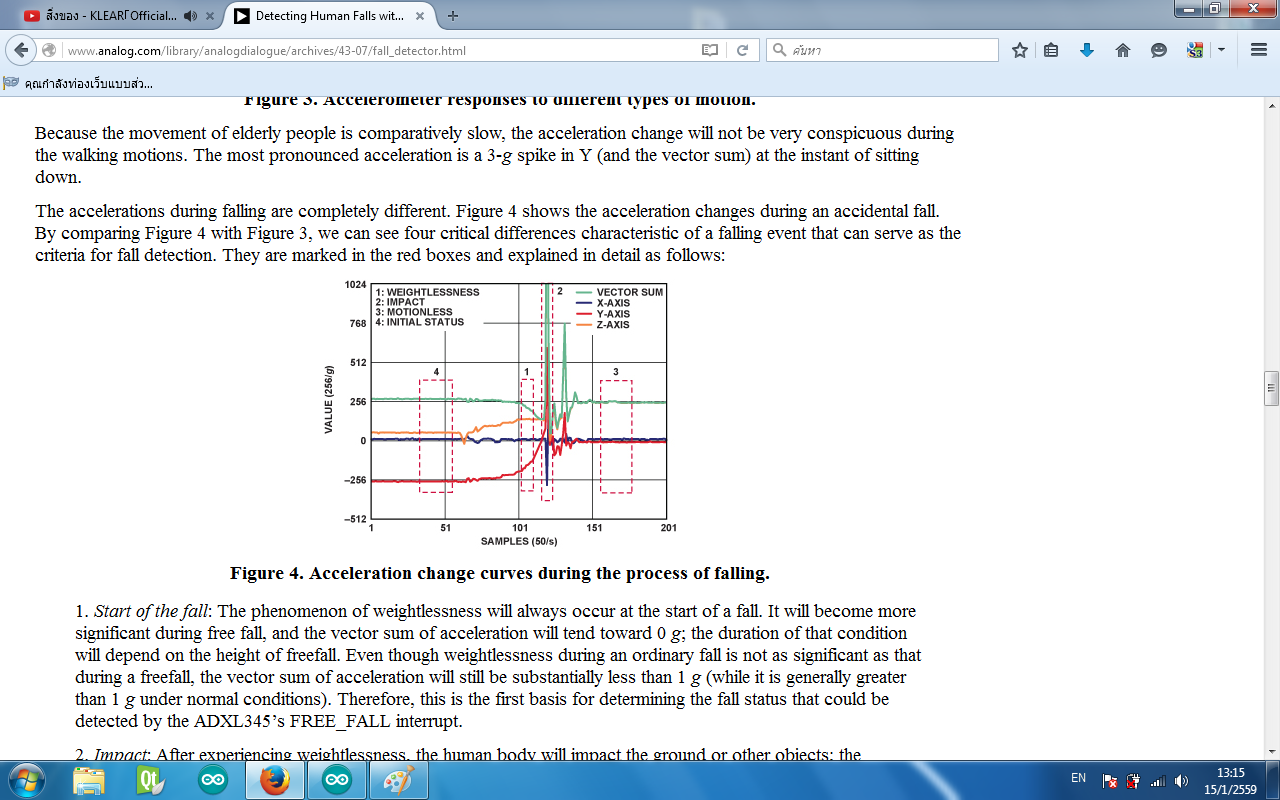 สิ่งของ - KLEAR「Official...
Detecting Human Falls wit...
www.analog.com/library/analogdialogue/archives/43-07/fall_detector.html
ค้นหา
คุณกำลังท่องเว็บแบบส่ว...
Figure 3. Accelerometer responses to different types of motion.
Because the movement of elderly people is comparatively slow, the acceleration change will not be very conspicuous during
the walking motions. The most pronounced acceleration is a 3-g spike in Y (and the vector sum) at the instant of sitting
down.
The accelerations during falling are completely different. Figure 4 shows the acceleration changes during an accidental fall.
By comparing Figure 4 with Figure 3, we can see four critical differences characteristic of a falling event that can serve as the
criteria for fall detection. They are marked in the red boxes and explained in detail as follows:
1024
1: WEIGHTLESSNESS
2: IMPACT
3: MOTIONLESS
4: INITIAL STATUS
2
VECTOR SUM
X-AXIS
Y-AXIS
Z-AXIS
768
512
4
1
3
256
0
–256
–512
VALUE (256/g)
1
51
101
151
201
SAMPLES (50/s)
Figure 4. Acceleration change curves during the process of falling.
1. Start of the fall: The phenomenon of weightlessness will always occur at the start of a fall. It will become more
significant during free fall, and the vector sum of acceleration will tend toward 0 g; the duration of that condition
will depend on the height of freefall. Even though weightlessness during an ordinary fall is not as significant as that
during a freefall, the vector sum of acceleration will still be substantially less than 1 g (while it is generally greater
than 1 g under normal conditions). Therefore, this is the first basis for determining the fall status that could be
detected by the ADXL345’s FREE_FALL interrupt.
2. Impact: After experiencing weightlessness, the human body will impact the ground or other objects; the
EN
13:15
15/1/2559